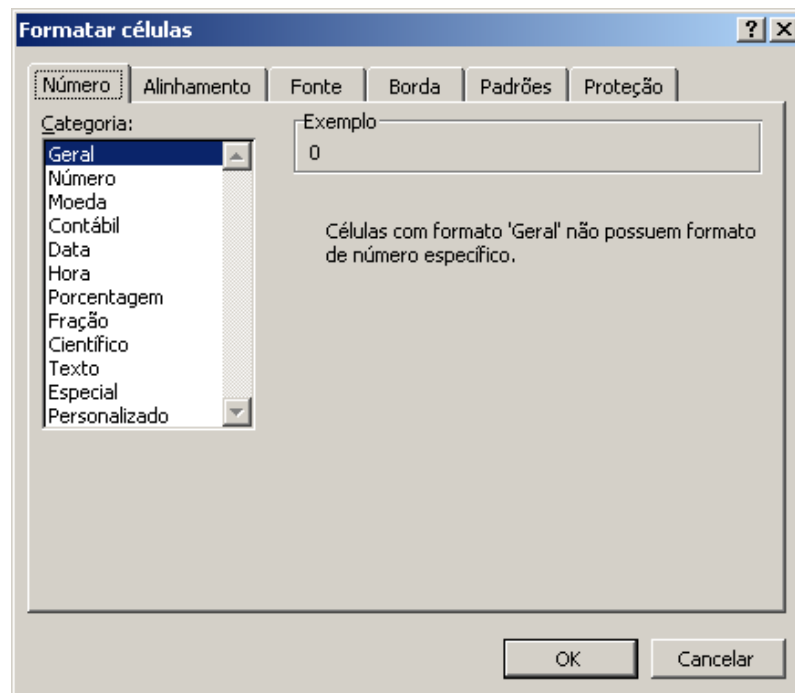 Formatar células
Número Alinhamento Fonte Borda Padrões Proteção
Categoria:
Geral
Número
Moeda
Contábil
Data
Hora
Porcentagem
Fração
Científico
Texto
Especial
Personalizado
Exemplo
0
Células com formato 'Geral' não possuem formato
de número específico.
OK Cancelar